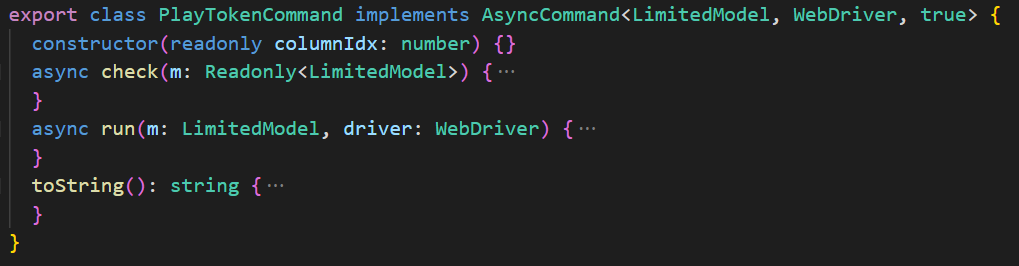 export class PlayTokenCommand implements AsyncCommand<LimitedModel, WebDriver, true> {
constructor(readonly columnIdx: number) {}
async check(m: Readonly<LimitedModel>) {···
}
async run(m: LimitedModel, driver: WebDriver) {···
}
toString(): string {···
}
}